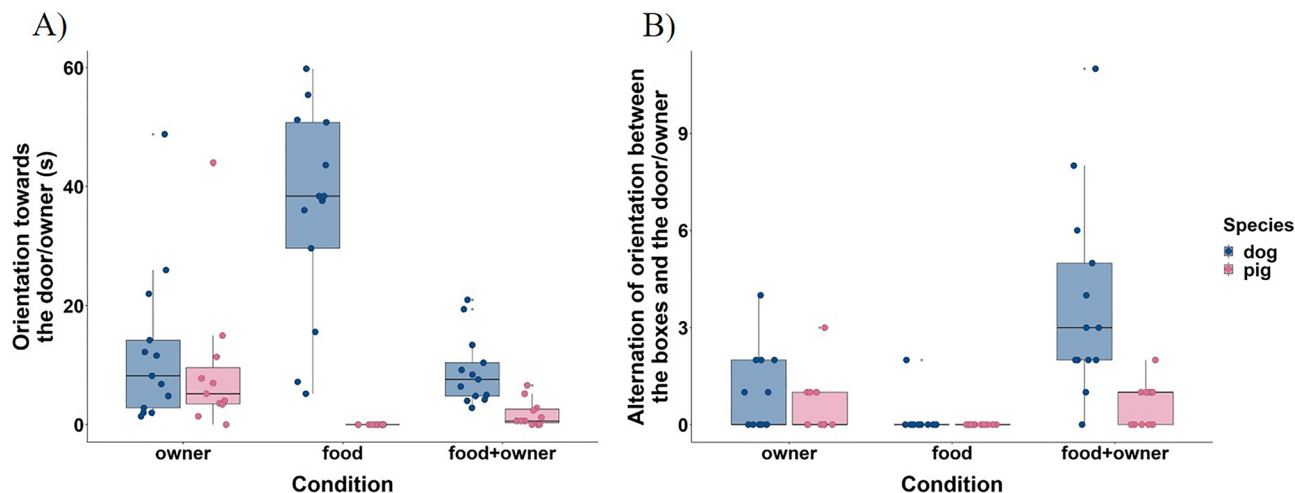 A)
Orientation towards
the door/owner (s)
60
40
20
0
owner food food+owner
Condition
B)
Alternation of orientation between
the boxes and the door/owner
9
6
3
0
owner food food+owner
Condition
Species
dog
pig